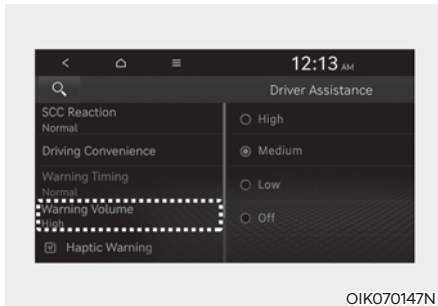 12:13 AM
Driver Assistance
SCC Reaction
Normal
Driving Convenience
Warning Timing
Normal
Warning Volume
High
Haptic Warning
High
Medium
Low
Off
OIK070147N